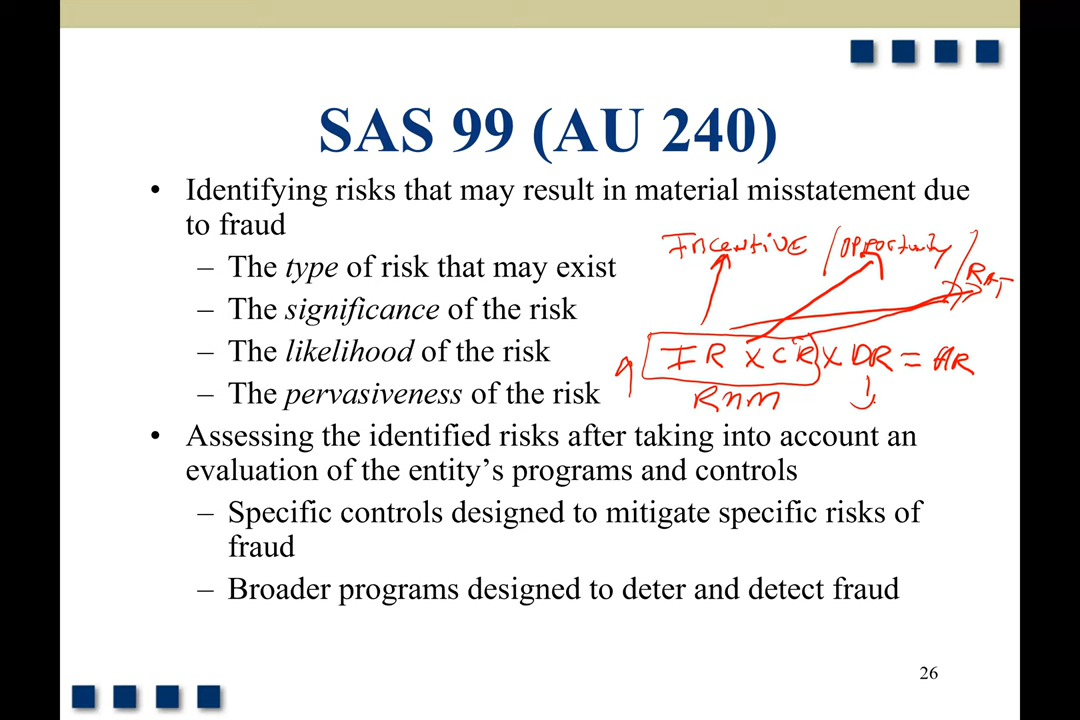 SAS 99 (AU 240)
• Identifying risks that may result in material misstatement due
to fraud
Incentive / Opportunity /
RAT
– The type of risk that may exist
– The significance of the risk
– The likelihood of the risk
IR X CR X DR = AR
– The pervasiveness of the risk
RMM
• Assessing the identified risks after taking into account an
evaluation of the entity's programs and controls
– Specific controls designed to mitigate specific risks of
fraud
– Broader programs designed to deter and detect fraud
26